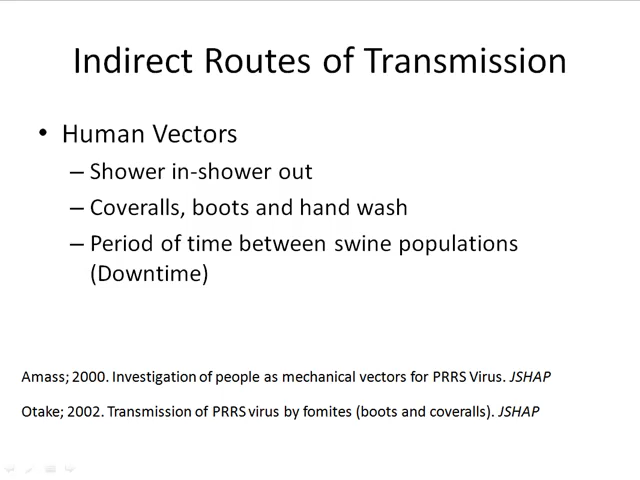 Indirect Routes of Transmission
• Human Vectors
– Shower in-shower out
– Coveralls, boots and hand wash
– Period of time between swine populations
(Downtime)
Amass; 2000. Investigation of people as mechanical vectors for PRRS Virus. JSHAP
Otake; 2002. Transmission of PRRS virus by fomites (boots and coveralls). JSHAP